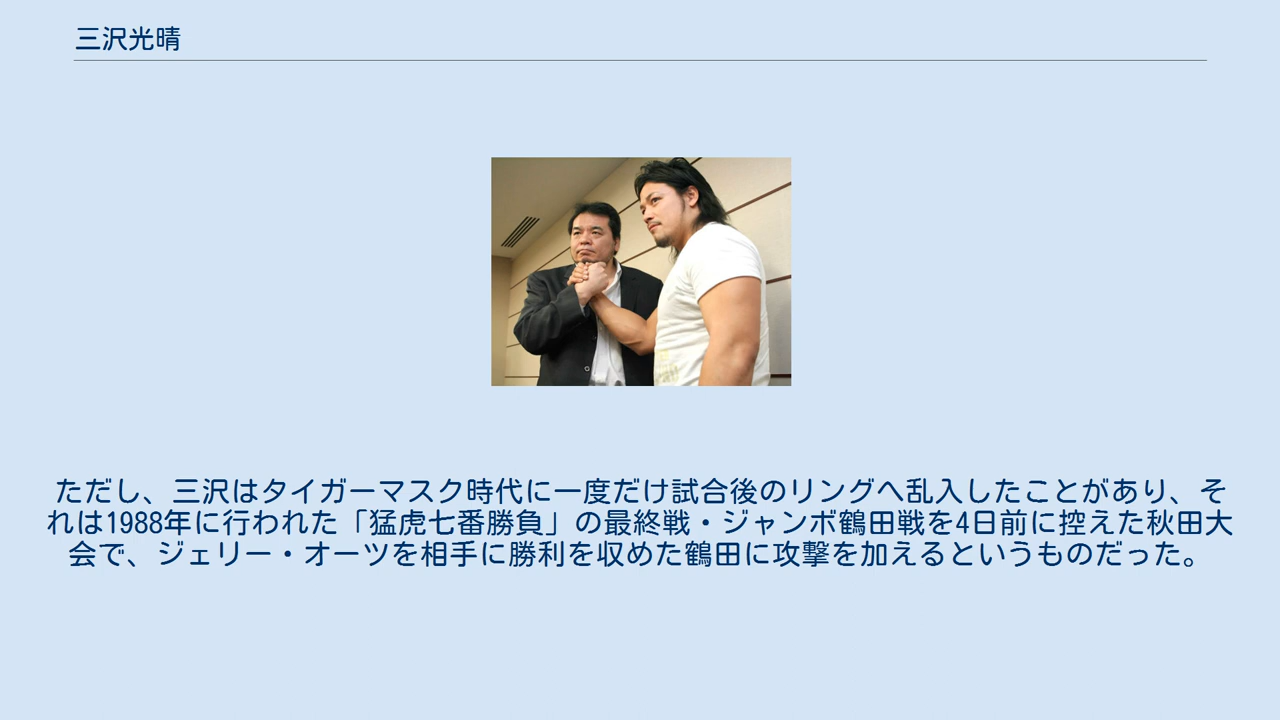 三沢光晴
ただし、三沢はタイガーマスク時代に一度だけ試合後のリングへ乱入したことがあり、そ
れは1988年に行われた「猛虎七番勝負」の最終戦・ジャンボ鶴田戦を4日前に控えた秋田大
会で、ジェリー・オーツを相手に勝利を収めた鶴田に攻撃を加えるというものだった。